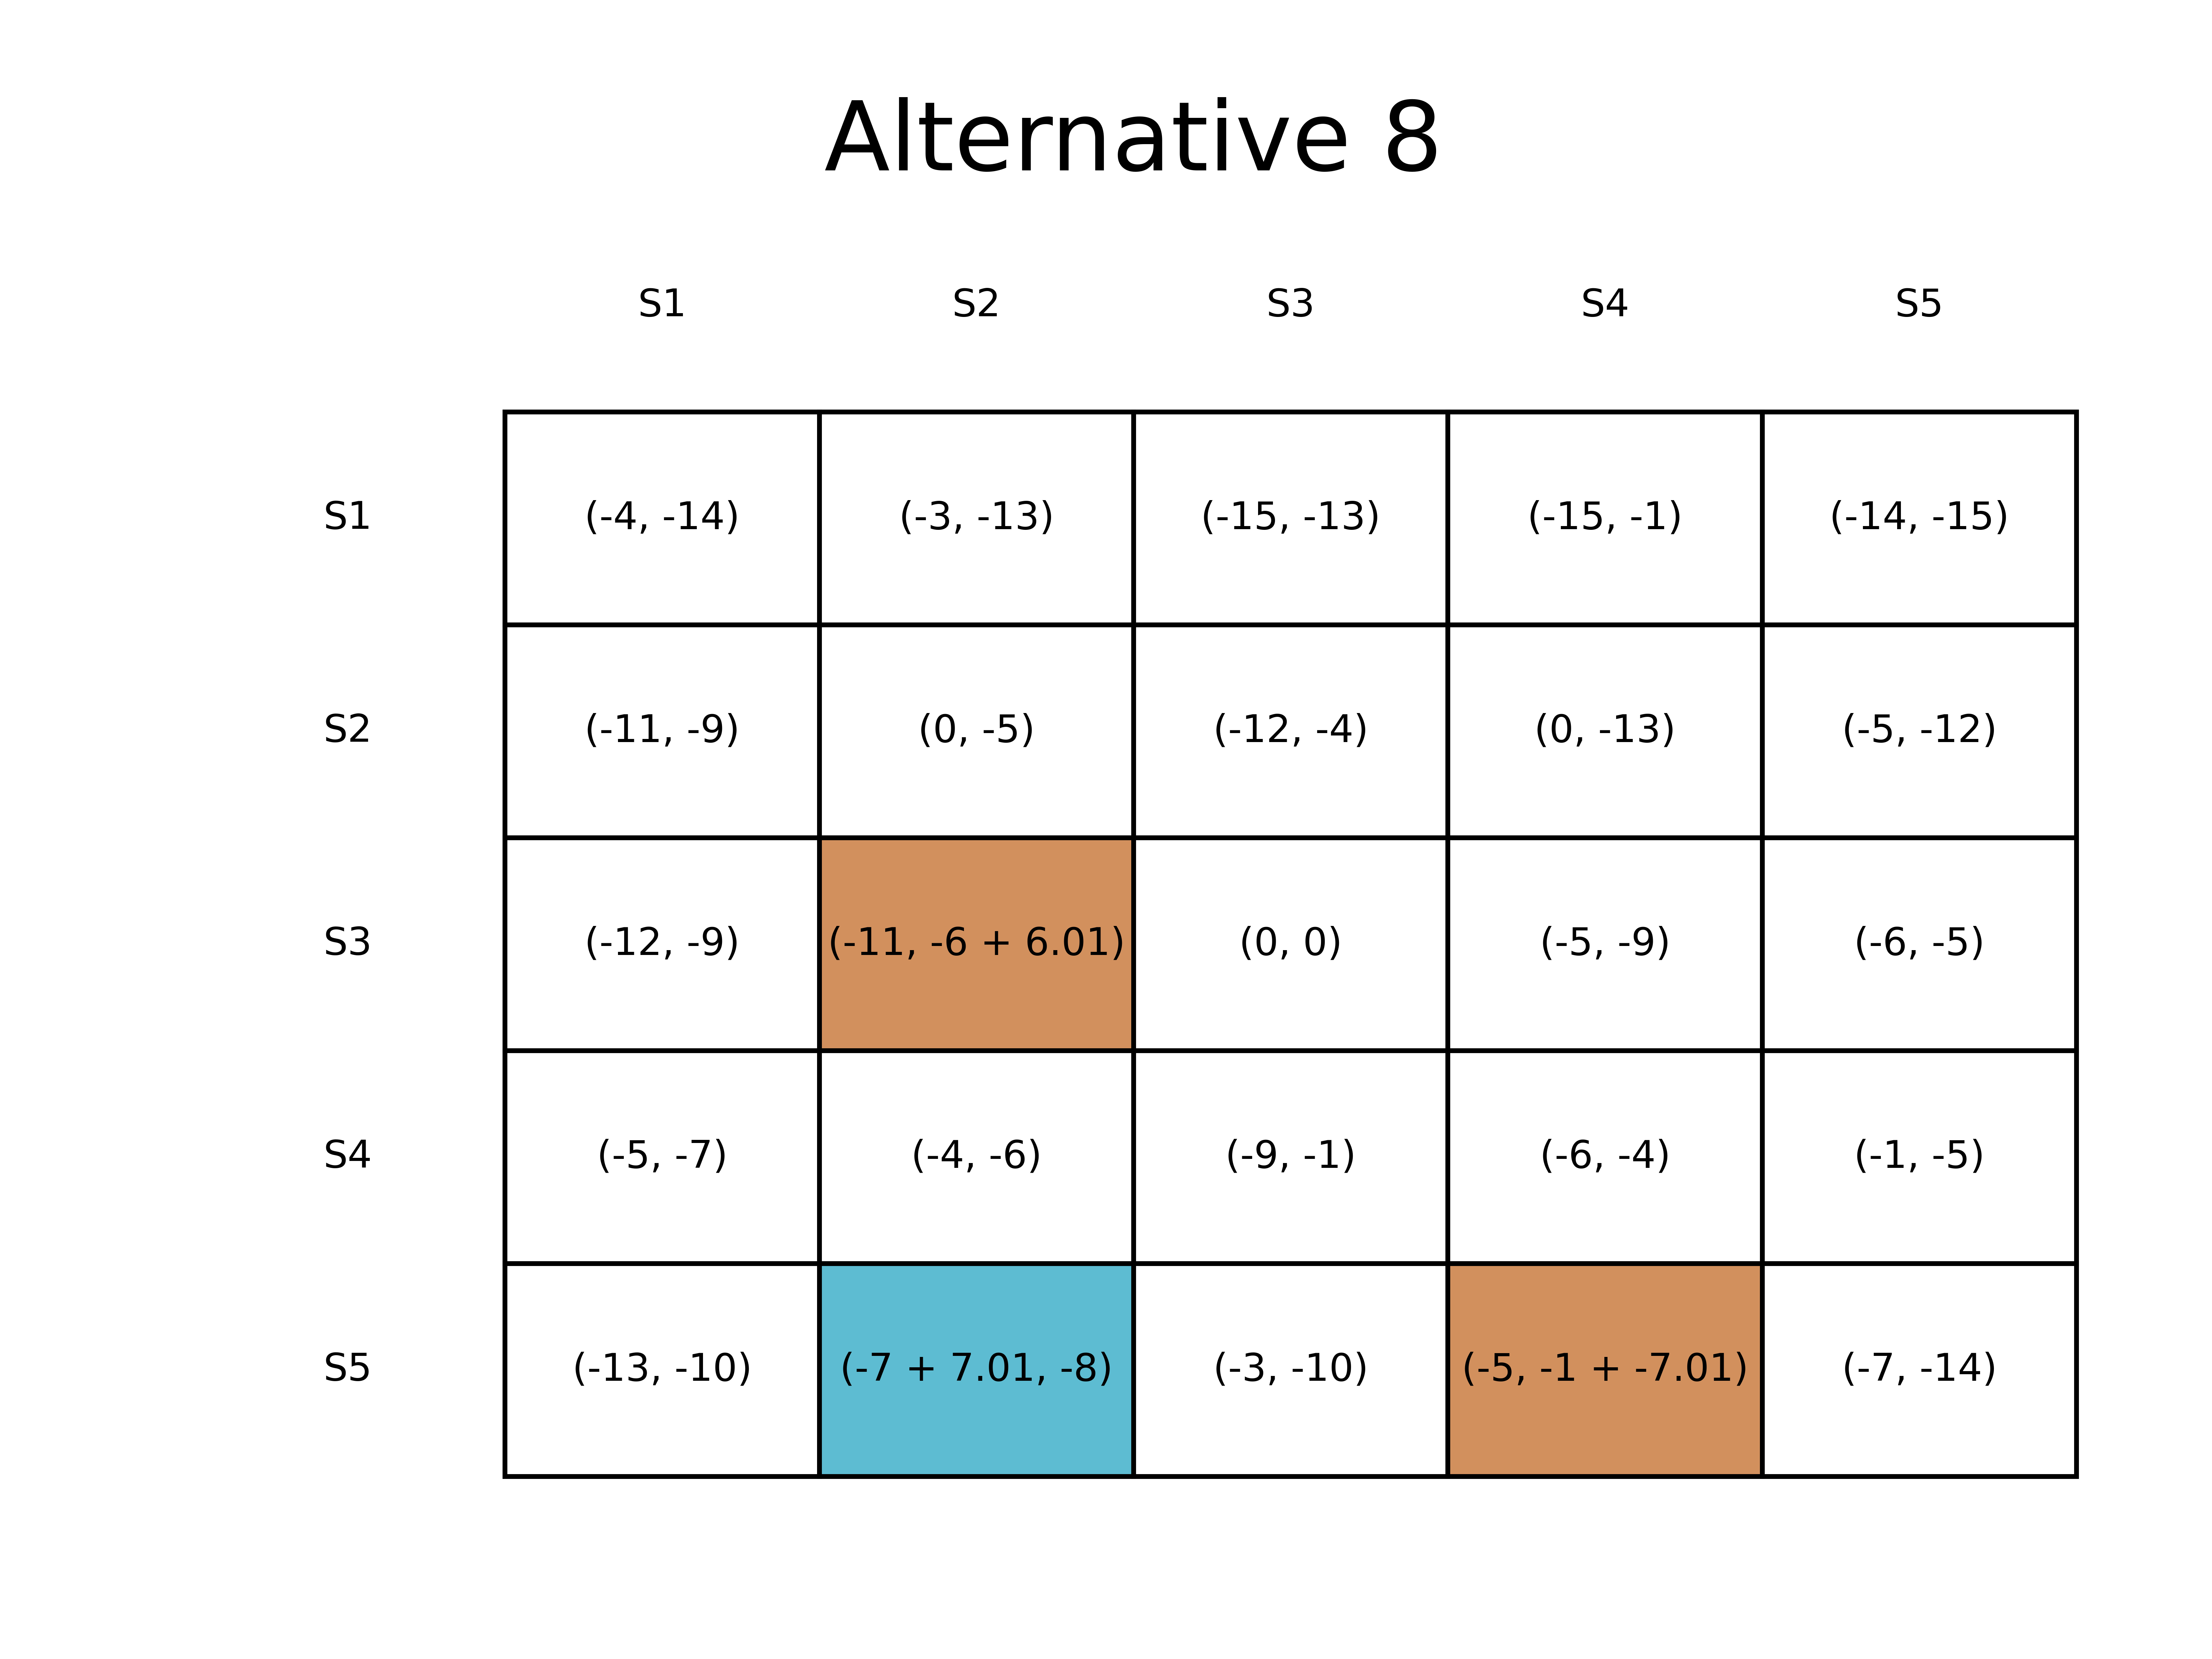 Alternative 8
S1 S2 S3 S4 S5
S1 (-4, -14) (-3, -13) (-15, -13) (-15, -1) (-14, -15)
S2 (-11, -9) (0, -5) (-12, -4) (0, -13) (-5, -12)
S3 (-12, -9) (-11, -6 + 6.01) (0, 0) (-5, -9) (-6, -5)
S4 (-5, -7) (-4, -6) (-9, -1) (-6, -4) (-1, -5)
S5 (-13, -10) (-7 + 7.01, -8) (-3, -10) (-5, -1 + -7.01) (-7, -14)